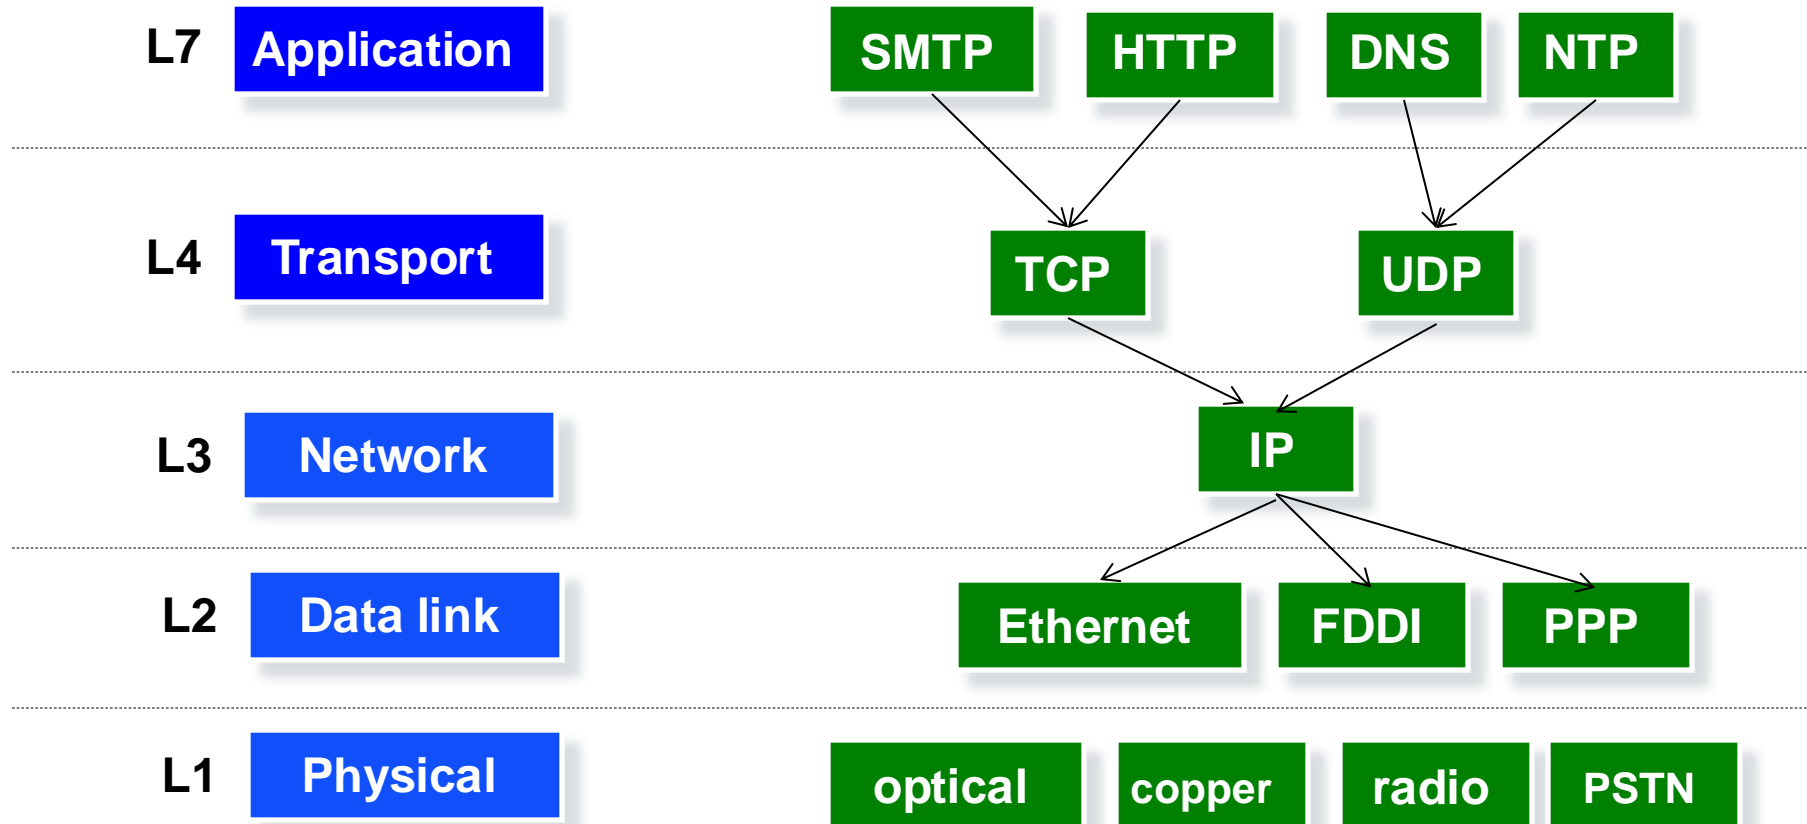 L7 Application SMTP HTTP DNS NTP
L4 Transport TCP UDP
L3 Network IP
L2 Data link Ethernet FDDI PPP
L1 Physical optical copper radio PSTN